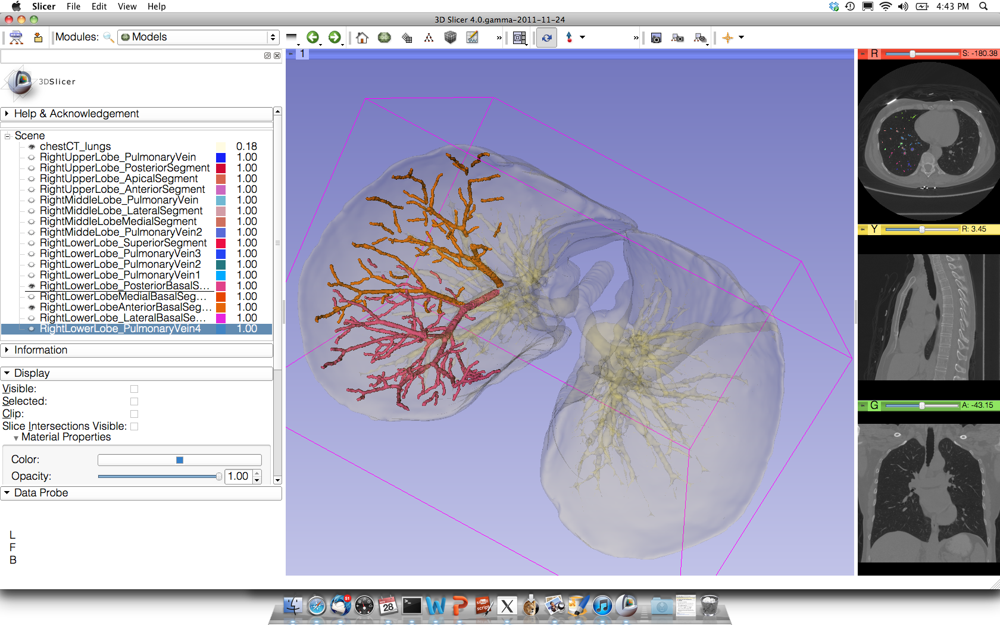 Slicer File Edit View Help 4:43 PM
3D Slicer 4.0.gamma-2011-11-24
MRML Modules: Models » »
1
R S: -180.38
3DSlicer
Help & Acknowledgement
Scene
chestCT_lungs 0.18
RightUpperLobe_PulmonaryVein 1.00
RightUpperLobe_PosteriorSegment 1.00
RightUpperLobe_ApicalSegment 1.00
RightUpperLobe_AnteriorSegment 1.00
RightMiddleLobe_PulmonaryVein 1.00
RightMiddleLobe_LateralSegment 1.00
RightMiddleLobeMedialSegment 1.00
RightMiddeLobe_PulmonaryVein2 1.00
RightLowerLobe_SuperiorSegment 1.00
RightLowerLobe_PulmonaryVein3 1.00
RightLowerLobe_PulmonaryVein2 1.00
RightLowerLobe_PulmonaryVein1 1.00
RightLowerLobe_PosteriorBasalS... 1.00
RightLowerLobeMedialBasalSeg... 1.00
RightLowerLobeAnteriorBasalSeg... 1.00
RightLowerLobe_LateralBasalSe... 1.00
RightLowerLobe_PulmonaryVein4 1.00
Y R: 3.45
Information
Display
Visible:
Selected:
Clip:
Slice Intersections Visible:
Material Properties
Color:
Opacity: 1.00
Data Probe
L
F
B
G A: -43.15
51
28
W P script X